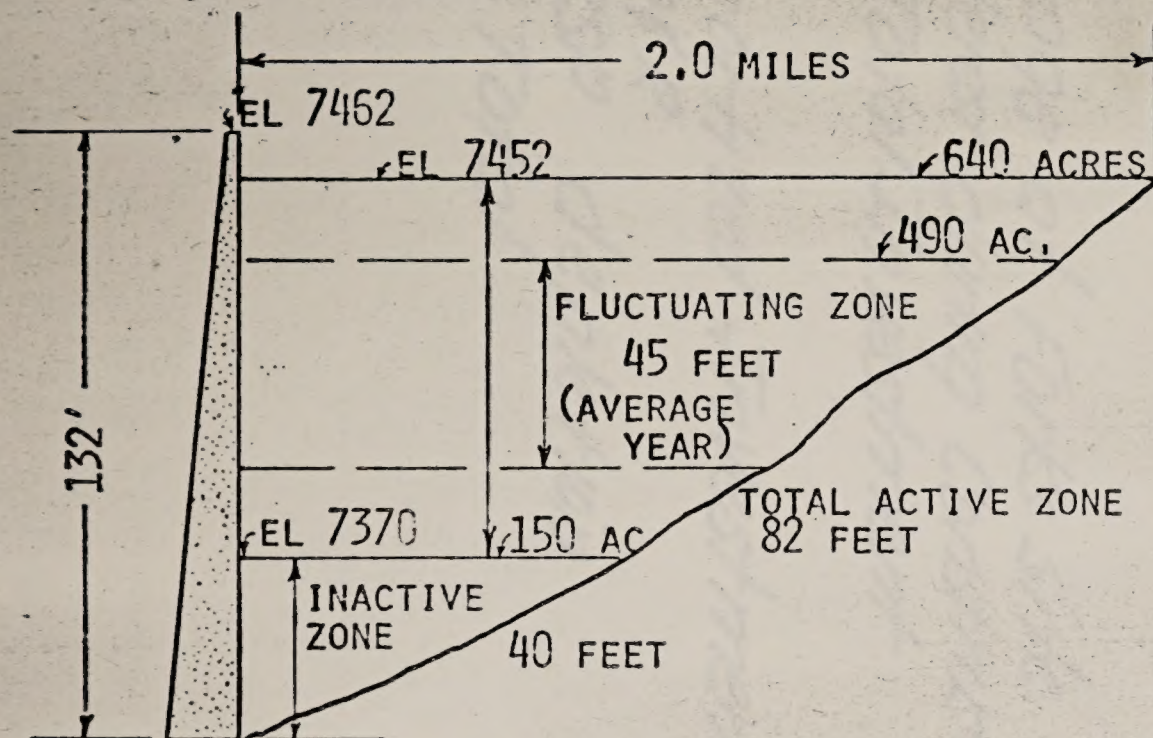 2.0 MILES
EL 7462
EL 7452
640 ACRES
490 AC.
FLUCTUATING ZONE
45 FEET
(AVERAGE
YEAR)
132'
TOTAL ACTIVE ZONE
82 FEET
EL 7370
150 AC
INACTIVE
ZONE
40 FEET